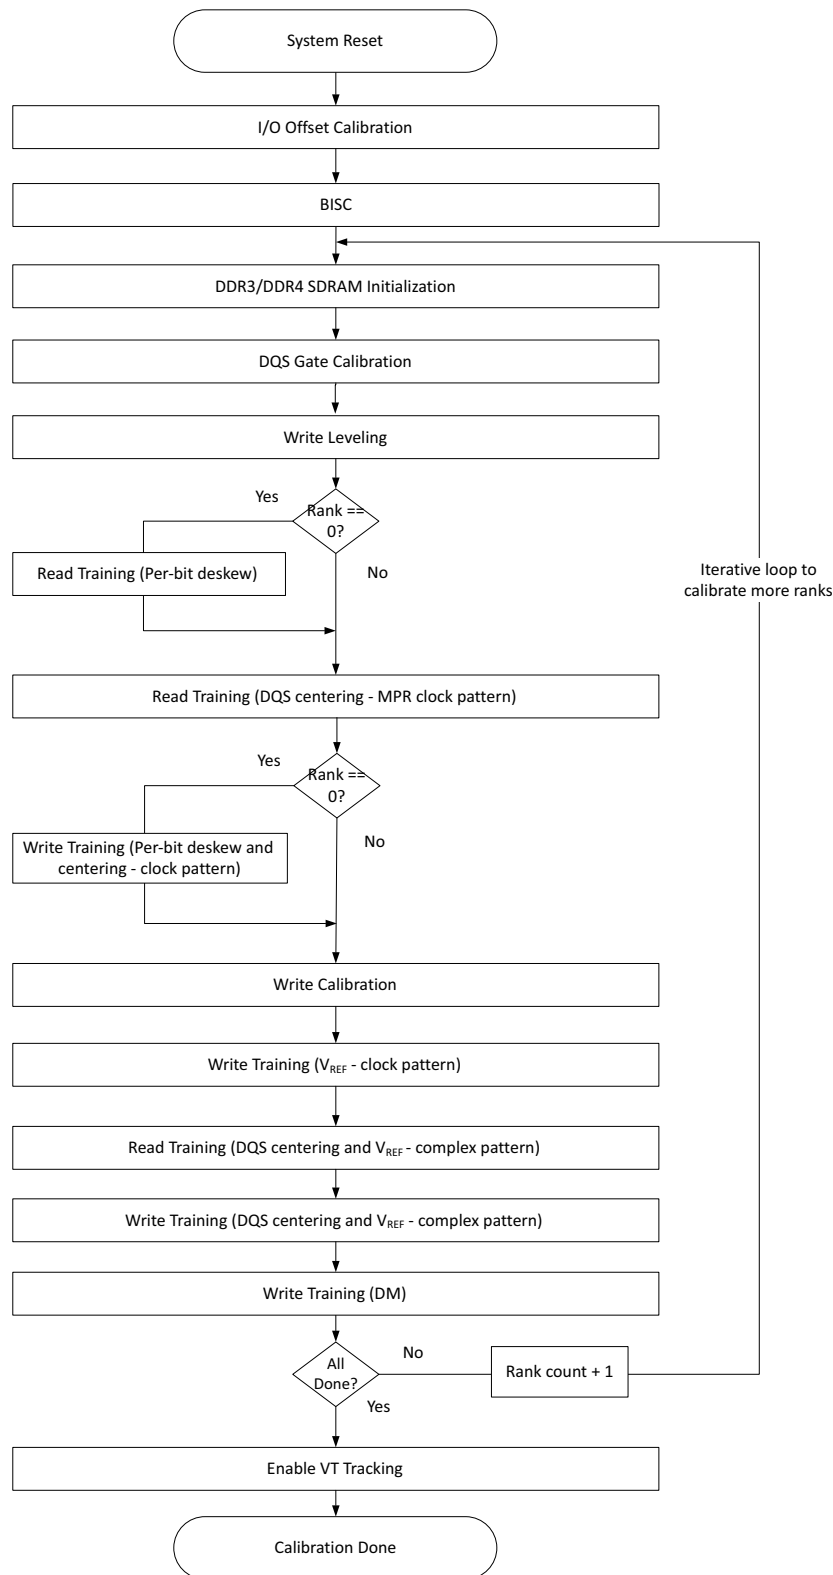 System Reset
I/O Offset Calibration
BISC
DDR3/DDR4 SDRAM Initialization
DQS Gate Calibration
Write Leveling
Yes
Rank ==
0?
No
Read Training (Per-bit deskew)
Iterative loop to
calibrate more ranks
Read Training (DQS centering - MPR clock pattern)
Yes
Rank ==
0?
No
Write Training (Per-bit deskew and
centering - clock pattern)
Write Calibration
Write Training (VREF - clock pattern)
Read Training (DQS centering and VREF - complex pattern)
Write Training (DQS centering and VREF - complex pattern)
Write Training (DM)
All
Done?
No
Rank count + 1
Yes
Enable VT Tracking
Calibration Done